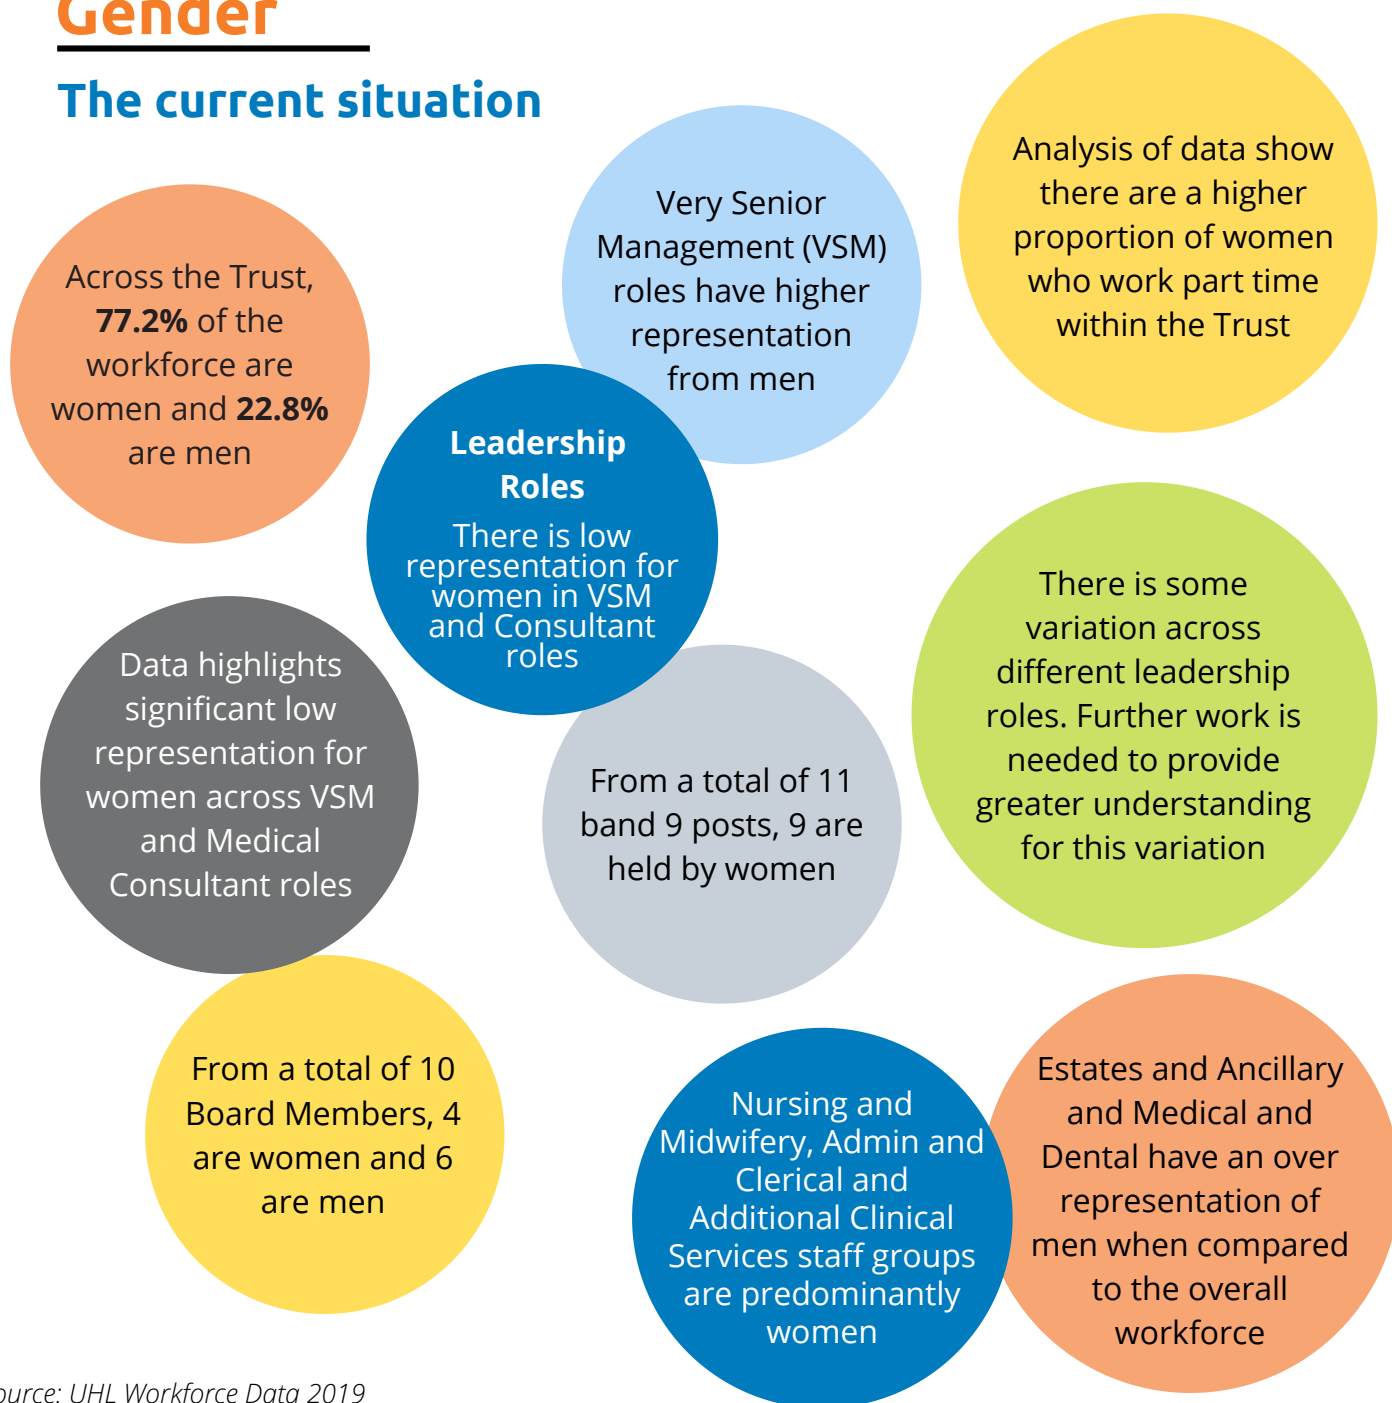 Gender
The current situation
Across the Trust,
77.2% of the
workforce are
women and 22.8%
are men
Very Senior
Management (VSM)
roles have higher
representation
from men
Analysis of data show
there are a higher
proportion of women
who work part time
within the Trust
Leadership
Roles
There is low
representation for
women in VSM
and Consultant
roles
Data highlights
significant low
representation for
women across VSM
and Medical
Consultant roles
From a total of 11
band 9 posts, 9 are
held by women
There is some
variation across
different leadership
roles. Further work is
needed to provide
greater understanding
for this variation
From a total of 10
Board Members, 4
are women and 6
are men
Nursing and
Midwifery, Admin and
Clerical and
Additional Clinical
Services staff groups
are predominantly
women
Estates and Ancillary
and Medical and
Dental have an over
representation of
men when compared
to the overall
workforce
ource: UHL Workforce Data 2019